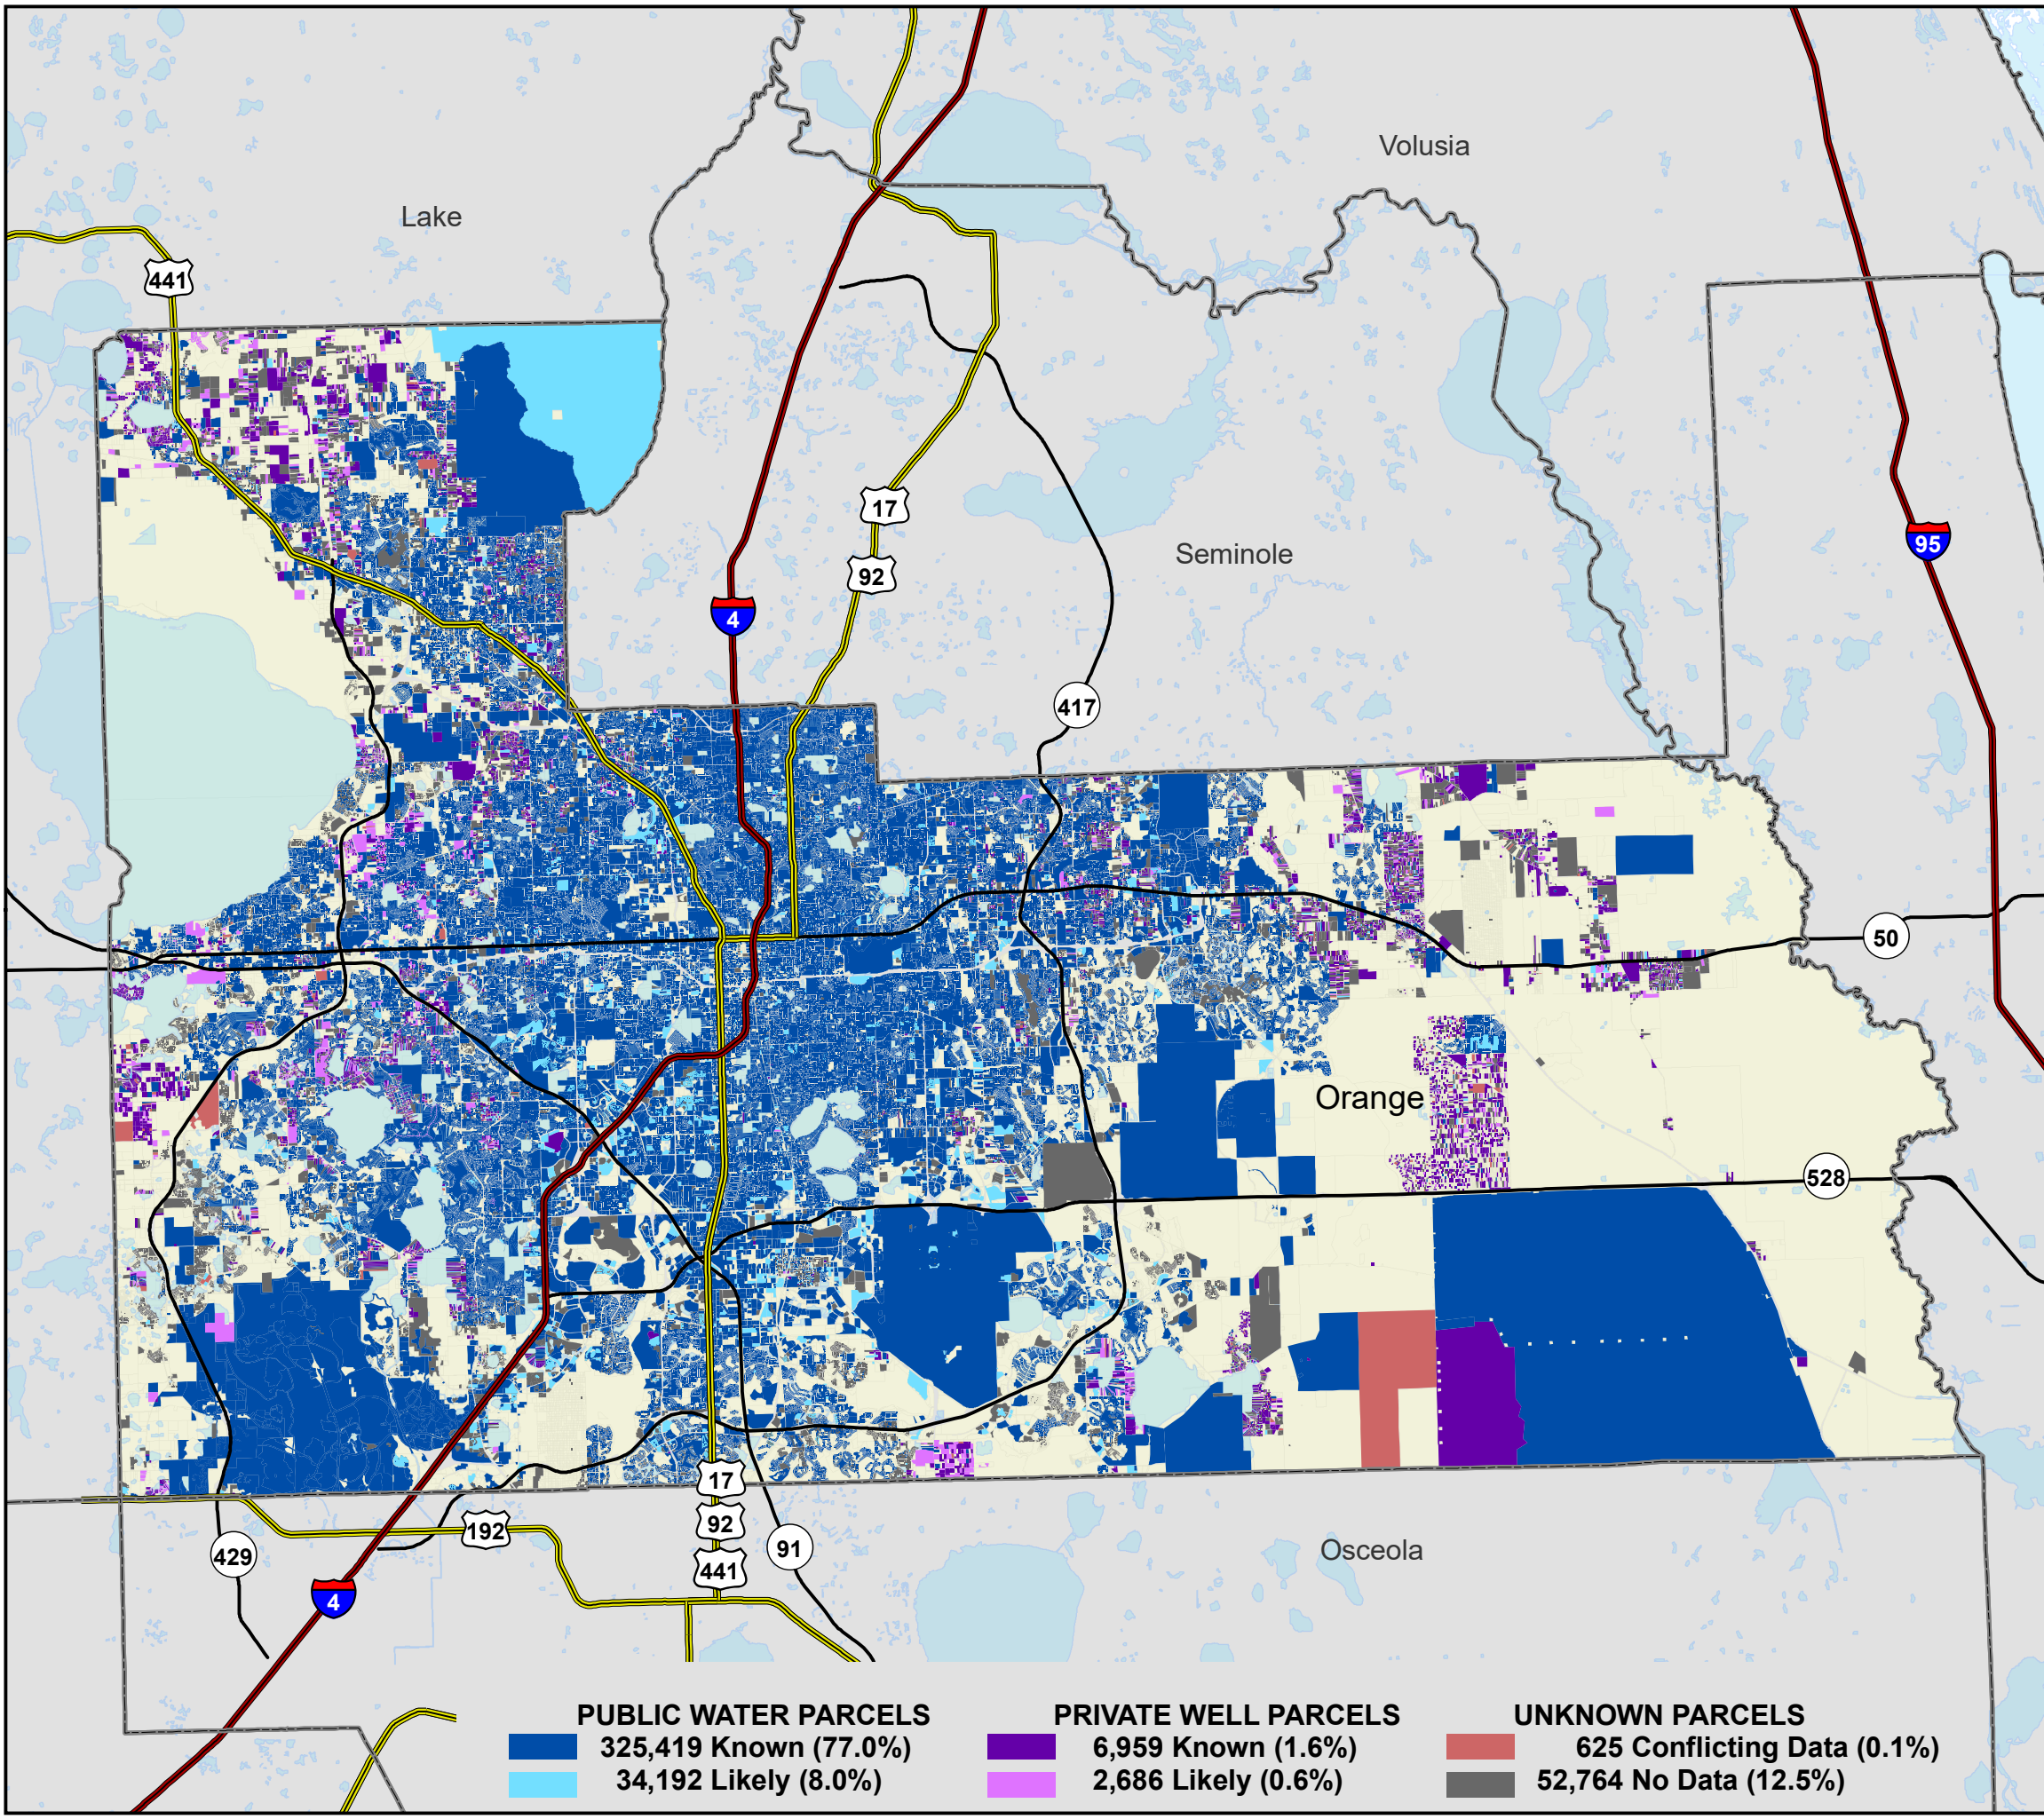 Volusia
Lake
441
17
95
Seminole
92
4
417
50
Orange
528
17
92
192
91
441
429
Osceola
4
PUBLIC WATER PARCELS
325,419 Known (77.0%)
34,192 Likely (8.0%)
PRIVATE WELL PARCELS
6,959 Known (1.6%)
2,686 Likely (0.6%)
UNKNOWN PARCELS
625 Conflicting Data (0.1%)
52,764 No Data (12.5%)